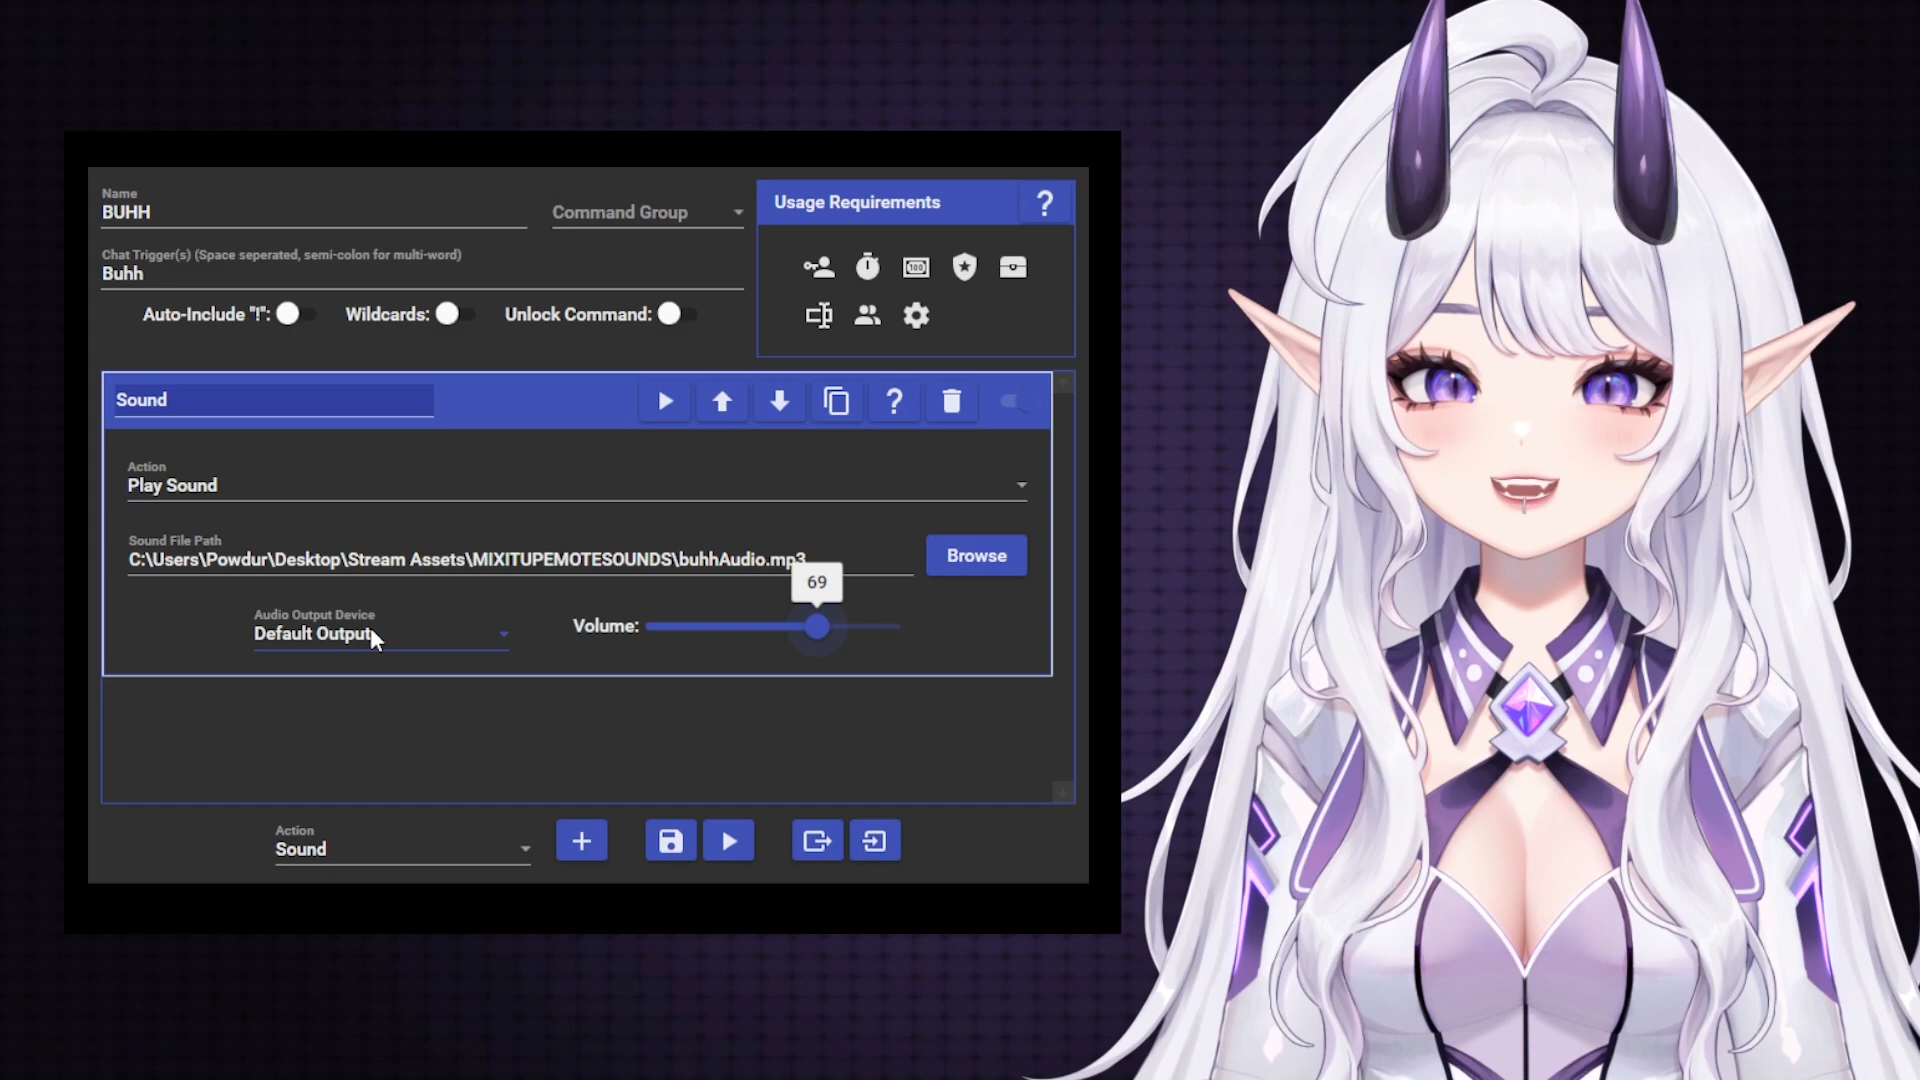 Name
BUHH
Command Group
Usage Requirements
?
Chat Trigger(s) (Space seperated, semi-colon for multi-word)
Buhh
100
Auto-Include "!":
Wildcards:
Unlock Command:
Sound
?
Action
Play Sound
Sound File Path
C:\Users\Powdur\Desktop\Stream Assets\MIXITUPEMOTESOUNDS\buhhAudio.mp3
Browse
69
Audio Output Device
Default Output
Volume:
Action
Sound